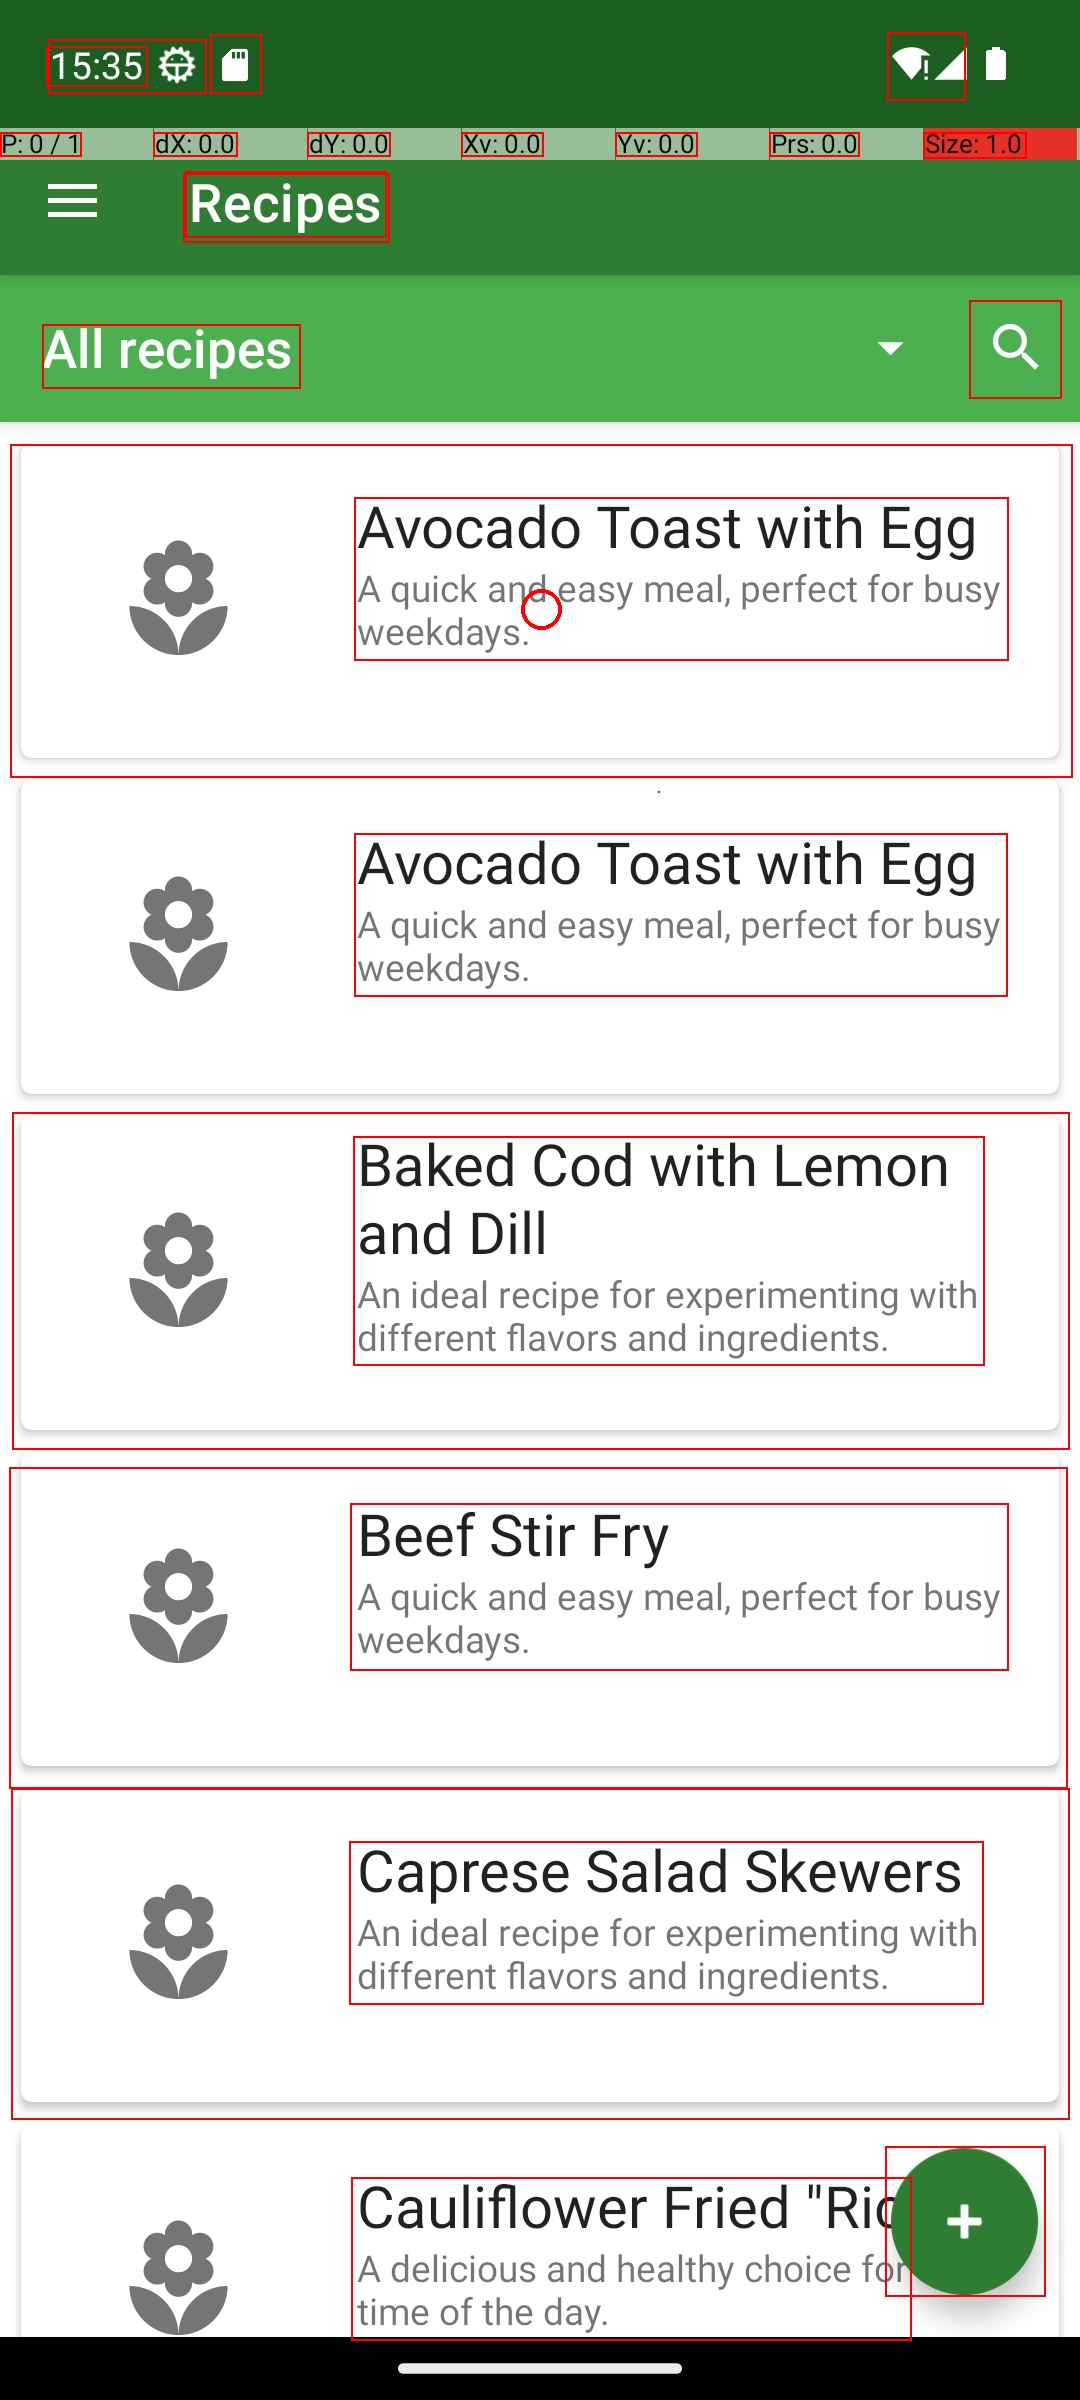 15:35
P: 0 / 1 dX: 0.0 dY: 0.0 Xv: 0.0 Yv: 0.0 Prs: 0.0 Size: 1.0
Recipes
All recipes
Avocado Toast with Egg
A quick and easy meal, perfect for busy
weekdays.
Avocado Toast with Egg
A quick and easy meal, perfect for busy
weekdays.
Baked Cod with Lemon
and Dill
An ideal recipe for experimenting with
different flavors and ingredients.
Beef Stir Fry
A quick and easy meal, perfect for busy
weekdays.
Caprese Salad Skewers
An ideal recipe for experimenting with
different flavors and ingredients.
Cauliflower Fried "Ric
A delicious and healthy choice for
time of the day.